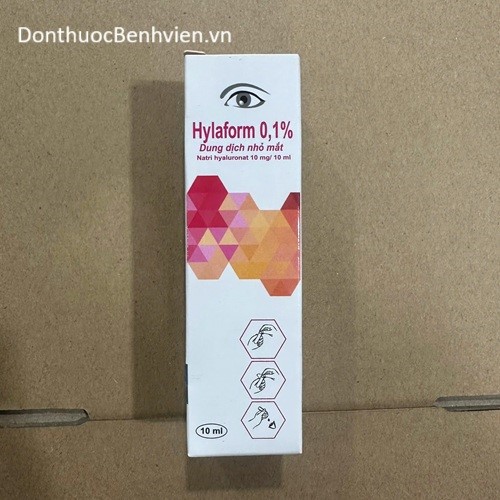 DonthuocBenhvien.vn
Hylaform 0,1%
Dung dịch nhỏ mắt
Natri hyaluronat 10 mg/ 10 ml
10 ml